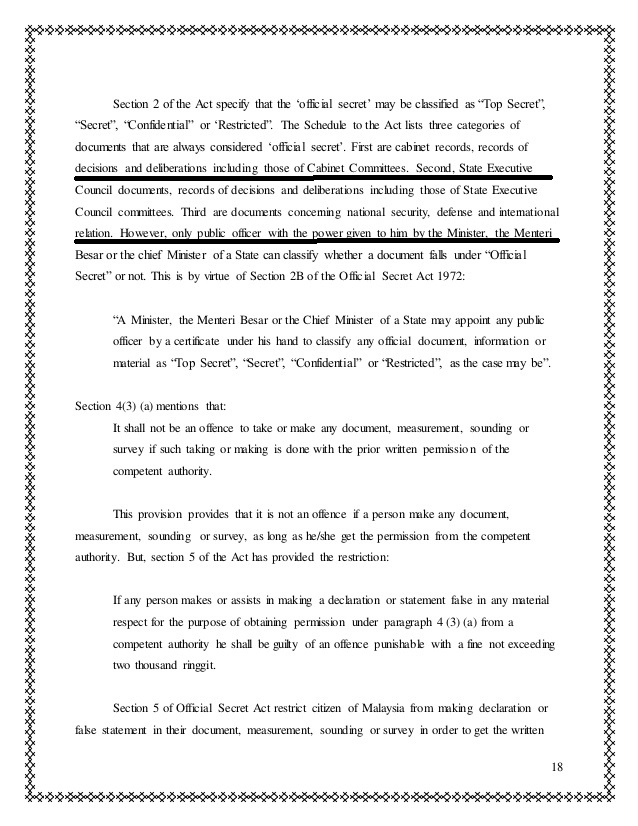 Section 2 of the Act specify that the ‘official secret’ may be classified as “Top Secret”,
“Secret”, “Confidential” or ‘Restricted”. The Schedule to the Act lists three categories of
documents that are always considered ‘official secret’. First are cabinet records, records of
decisions and deliberations including those of Cabinet Committees. Second, State Executive
Council documents, records of decisions and deliberations including those of State Executive
Council committees. Third are documents concerning national security, defense and international
relation. However, only public officer with the power given to him by the Minister, the Menteri
Besar or the chief Minister of a State can classify whether a document falls under “Official
Secret” or not. This is by virtue of Section 2B of the Official Secret Act 1972:
“A Minister, the Menteri Besar or the Chief Minister of a State may appoint any public
officer by a certificate under his hand to classify any official document, information or
material as “Top Secret”, “Secret”, “Confidential” or “Restricted”, as the case may be”.
Section 4(3) (a) mentions that:
It shall not be an offence to take or make any document, measurement, sounding or
survey if such taking or making is done with the prior written permission of the
competent authority.
This provision provides that it is not an offence if a person make any document,
measurement, sounding or survey, as long as he/she get the permission from the competent
authority. But, section 5 of the Act has provided the restriction:
If any person makes or assists in making a declaration or statement false in any material
respect for the purpose of obtaining permission under paragraph 4 (3) (a) from a
competent authority he shall be guilty of an offence punishable with a fine not exceeding
two thousand ringgit.
Section 5 of Official Secret Act restrict citizen of Malaysia from making declaration or
false statement in their document, measurement, sounding or survey in order to get the written
18